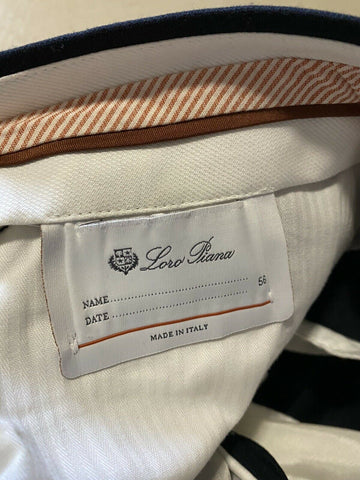 Loro Piana
56
NAME..............................
DATE..............................
MADE IN ITALY